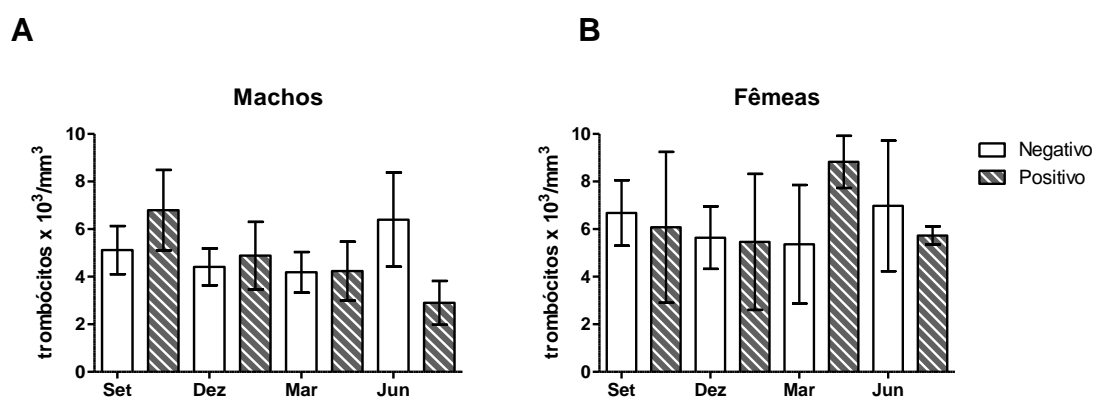 A
B
Machos
Fêmeas
trombócitos x 10³/mm³
10
8
6
4
2
0
Set
Dez
Mar
Jun
trombócitos x 10³/mm³
10
8
6
4
2
0
Set
Dez
Mar
Jun
Negativo
Positivo